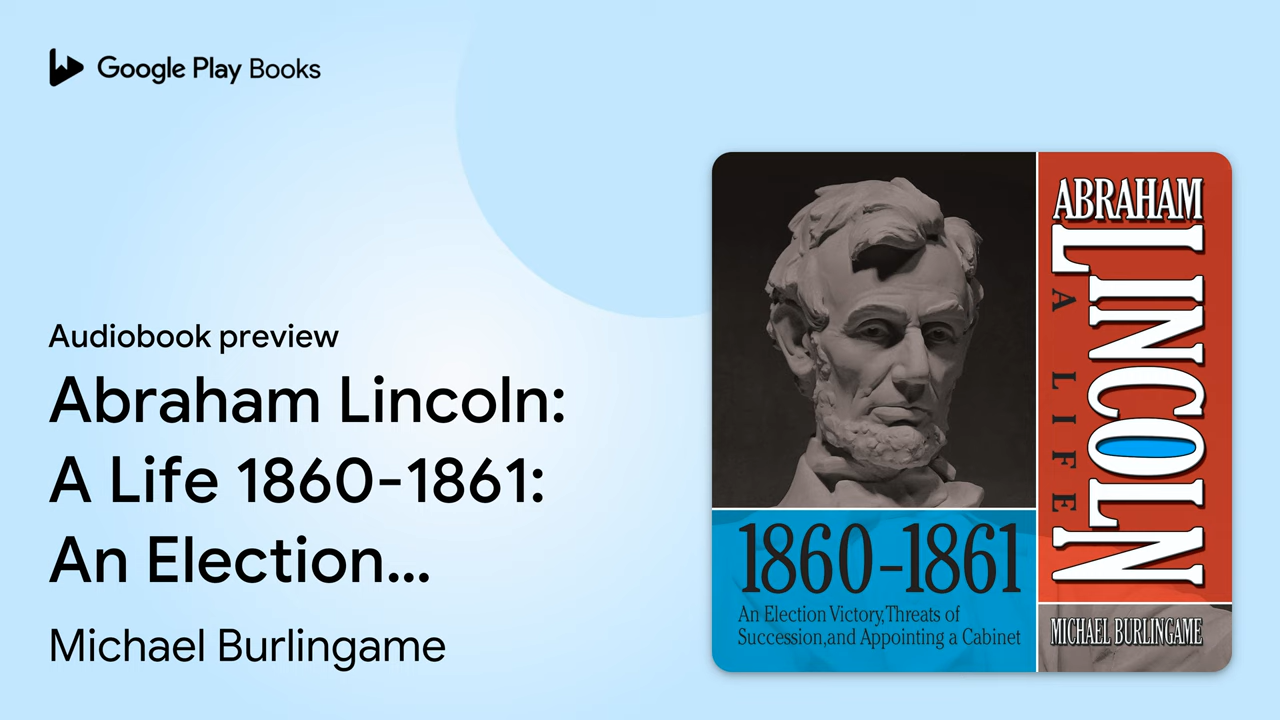 Google Play Books
Audiobook preview
Abraham Lincoln:
A Life 1860-1861:
An Election...
Michael Burlingame
ABRAHAM
LINCOLN
A LIFE
1860-1861
An Election Victory, Threats of
Succession, and Appointing a Cabinet
MICHAEL BURLINGAME